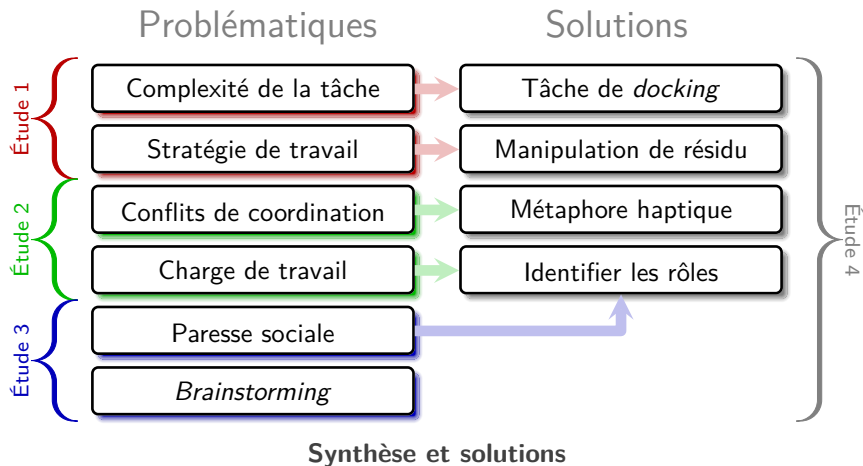 Problématiques
Solutions
Étude 1
Complexité de la tâche
Tâche de docking
Stratégie de travail
Manipulation de résidu
Étude 2
Conflits de coordination
Métaphore haptique
Charge de travail
Identifier les rôles
Étude 3
Paresse sociale
Brainstorming
Étude 4
Synthèse et solutions